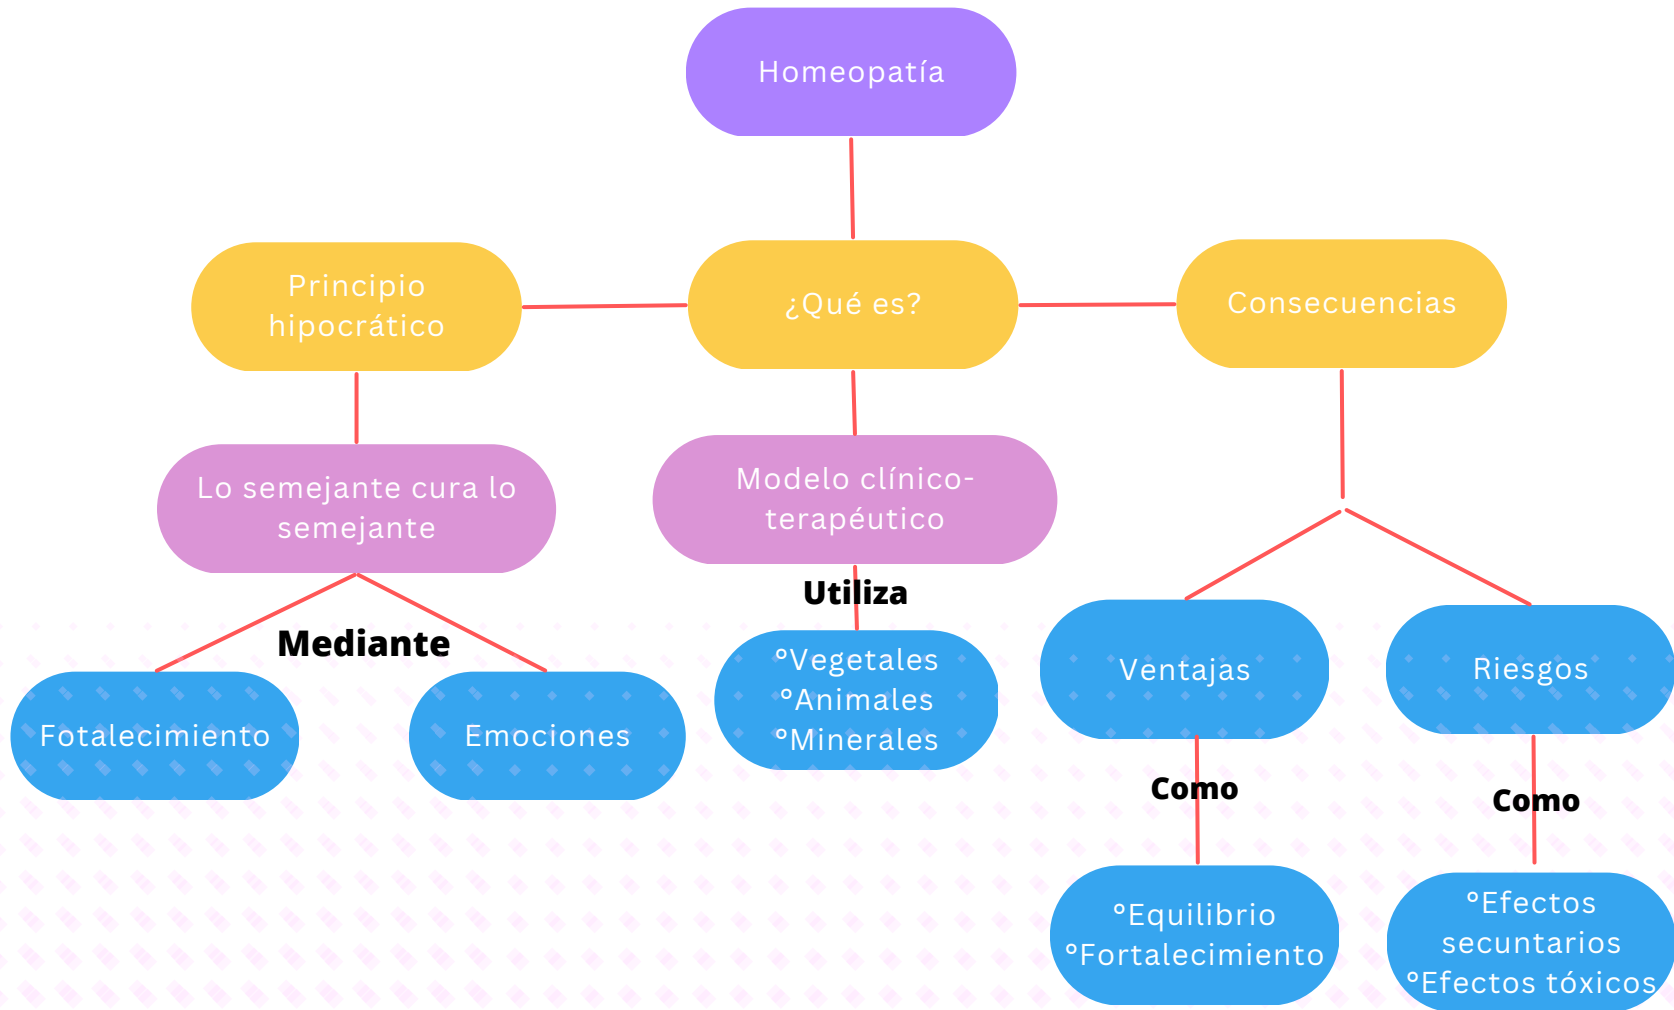 Homeopatía
Principio
hipocrático
¿Qué es?
Consecuencias
Lo semejante cura lo
semejante
Modelo clínico-
terapéutico
Utiliza
Mediante
°Vegetales
°Animales
°Minerales
Ventajas
Riesgos
Fotalecimiento
Emociones
Como
Como
°Equilibrio
°Fortalecimiento
°Efectos
secuntarios
°Efectos tóxicos